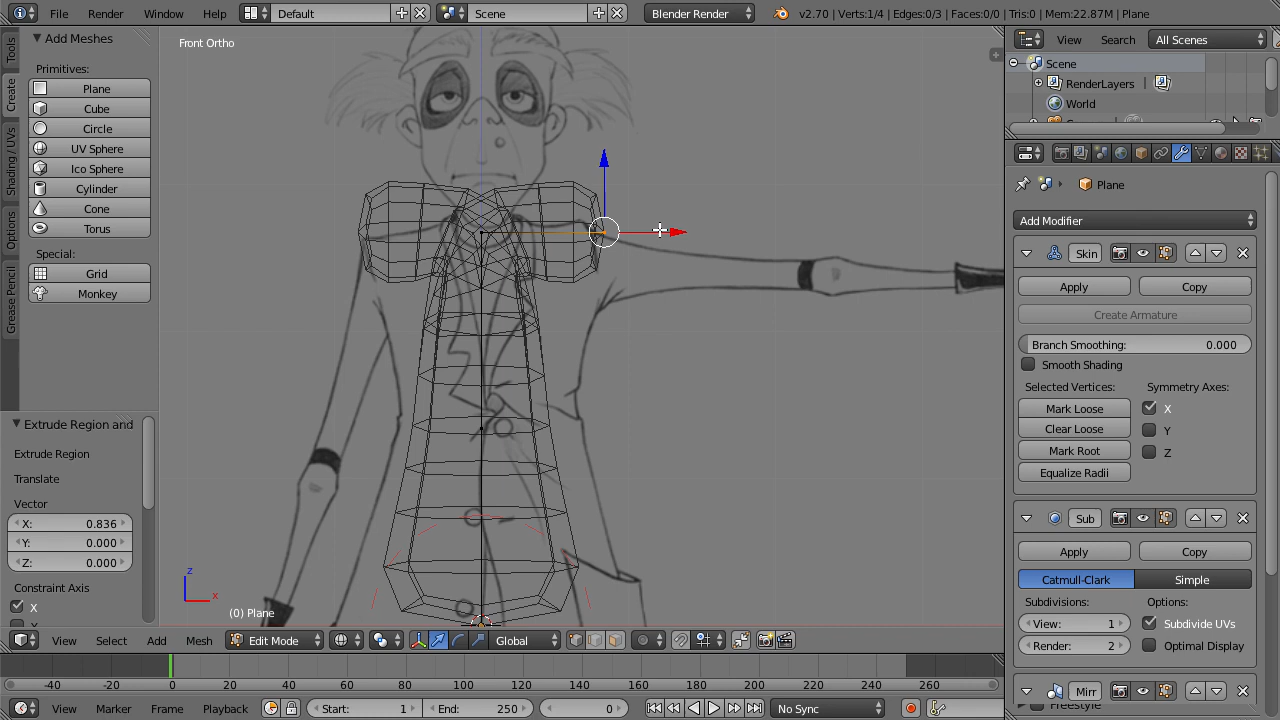 File Render Window Help Default Scene Blender Render v2.70 | Verts:1/4 | Edges:0/3 | Faces:0/0 | Tris:0 | Mem:22.87M | Plane
Tools
Create
Shading / UVs
Options
Grease Pencil
Add Meshes
Primitives:
Plane
Cube
Circle
UV Sphere
Ico Sphere
Cylinder
Cone
Torus
Special:
Grid
Monkey
Extrude Region and
Extrude Region
Translate
Vector
X: 0.836
Y: 0.000
Z: 0.000
Constraint Axis
X
Front Ortho
z
x
(0) Plane
View Select Add Mesh Edit Mode Global
-40 -20 0 20 40 60 80 100 120 140 160 180 200 220 240 260
View Marker Frame Playback Start: 1 End: 250 0 No Sync
View Search All Scenes
Scene
RenderLayers |
World
Plane
Add Modifier
Skin
Apply Copy
Create Armature
Branch Smoothing: 0.000
Smooth Shading
Selected Vertices: Symmetry Axes:
Mark Loose X
Clear Loose Y
Mark Root Z
Equalize Radii
Sub
Apply Copy
Catmull-Clark Simple
Subdivisions: Options:
View: 1 Subdivide UVs
Render: 2 Optimal Display
Mirr
Freestyle